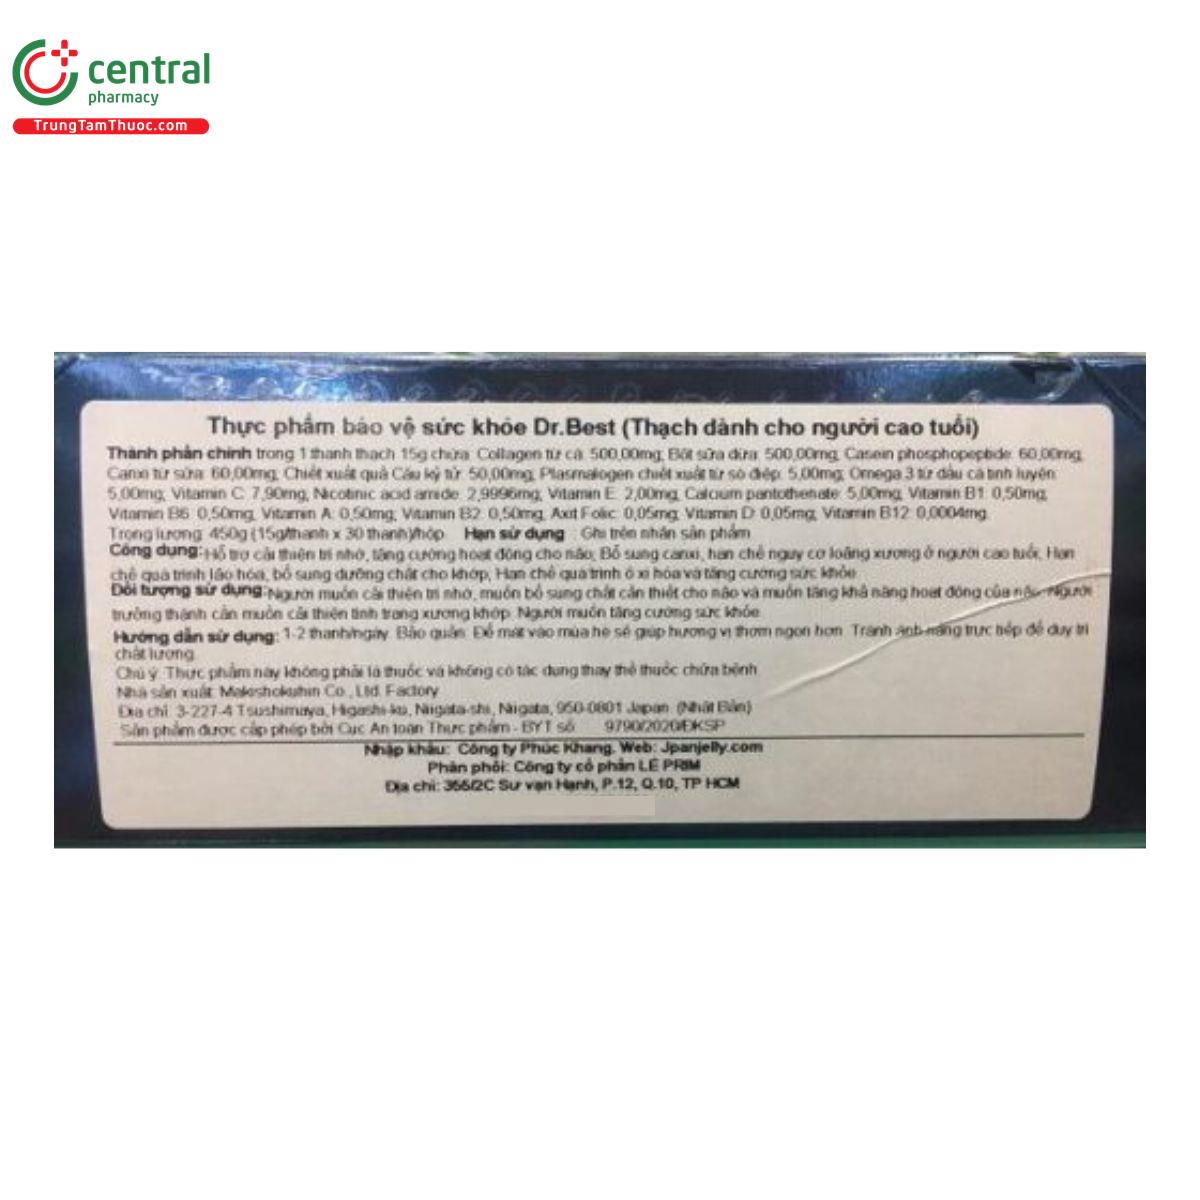 central
pharmacy
TrungTamThuoc.com
Thực phẩm bảo vệ sức khỏe Dr.Best (Thạch dành cho người cao tuổi)
Thành phần chính trong 1 thanh thạch 15g chứa: Collagen từ cá: 500,00mg, Bột sữa dừa: 500,00mg, Casein phosphopeptide: 60,00mg,
Canxi từ sữa: 60,00mg, Chiết xuất quả Câu kỷ tử: 50,00mg, Plasmalogen chiết xuất từ sò điệp: 5,00mg, Omega 3 từ dầu cá tinh luyện:
5,00mg, Vitamin C: 7,90mg, Nicotinic acid amide: 2,9996mg, Vitamin E: 2,00mg, Calcium pantothenate: 5,00mg, Vitamin B1: 0,50mg,
Vitamin B6: 0,50mg, Vitamin A: 0,50mg, Vitamin B2: 0,50mg, Axit Folic: 0,05mg, Vitamin D: 0,05mg, Vitamin B12: 0,0004mg.
Trọng lượng: 450g (15g/thanh x 30 thanh)/hộp. Hạn sử dụng : Ghi trên nhãn sản phẩm
Công dụng: Hỗ trợ cải thiện trí nhớ, tăng cường hoạt động cho não; Bổ sung canxi, hạn chế nguy cơ loãng xương ở người cao tuổi; Hạn
chế quá trình lão hóa, bổ sung dưỡng chất cho khớp, Hạn chế quá trình ô xi hóa và tăng cường sức khỏe.
Đối tượng sử dụng: Người muốn cải thiện trí nhớ, muốn bổ sung chất cần thiết cho não và muốn tăng khả năng hoạt động của não. Người
trưởng thành cần muốn cải thiện tình trạng xương khớp. Người muốn tăng cường sức khỏe.
Hướng dẫn sử dụng: 1-2 thanh/ngày. Bảo quản: Để mát vào mùa hè sẽ giúp hương vị thơm ngon hơn. Tránh ánh nắng trực tiếp để duy trì
chất lượng.
Chú ý: Thực phẩm này không phải là thuốc và không có tác dụng thay thế thuốc chữa bệnh
Nhà sản xuất: Makishokuhin Co., Ltd. Factory
Địa chỉ: 3-227-4 Tsushimaya, Higashi-ku, Niigata-shi, Niigata, 950-0801 Japan. (Nhật Bản)
Sản phẩm được cấp phép bởi Cục An toàn Thực phẩm - BYT số: 9790/2020/ĐKSP
Nhập khẩu: Công ty Phúc Khang. Web: Jpanjelly.com
Phân phối: Công ty cổ phần LE PRIM
Địa chỉ: 366/2C Sư vạn Hạnh, P.12, Q.10, TP HCM